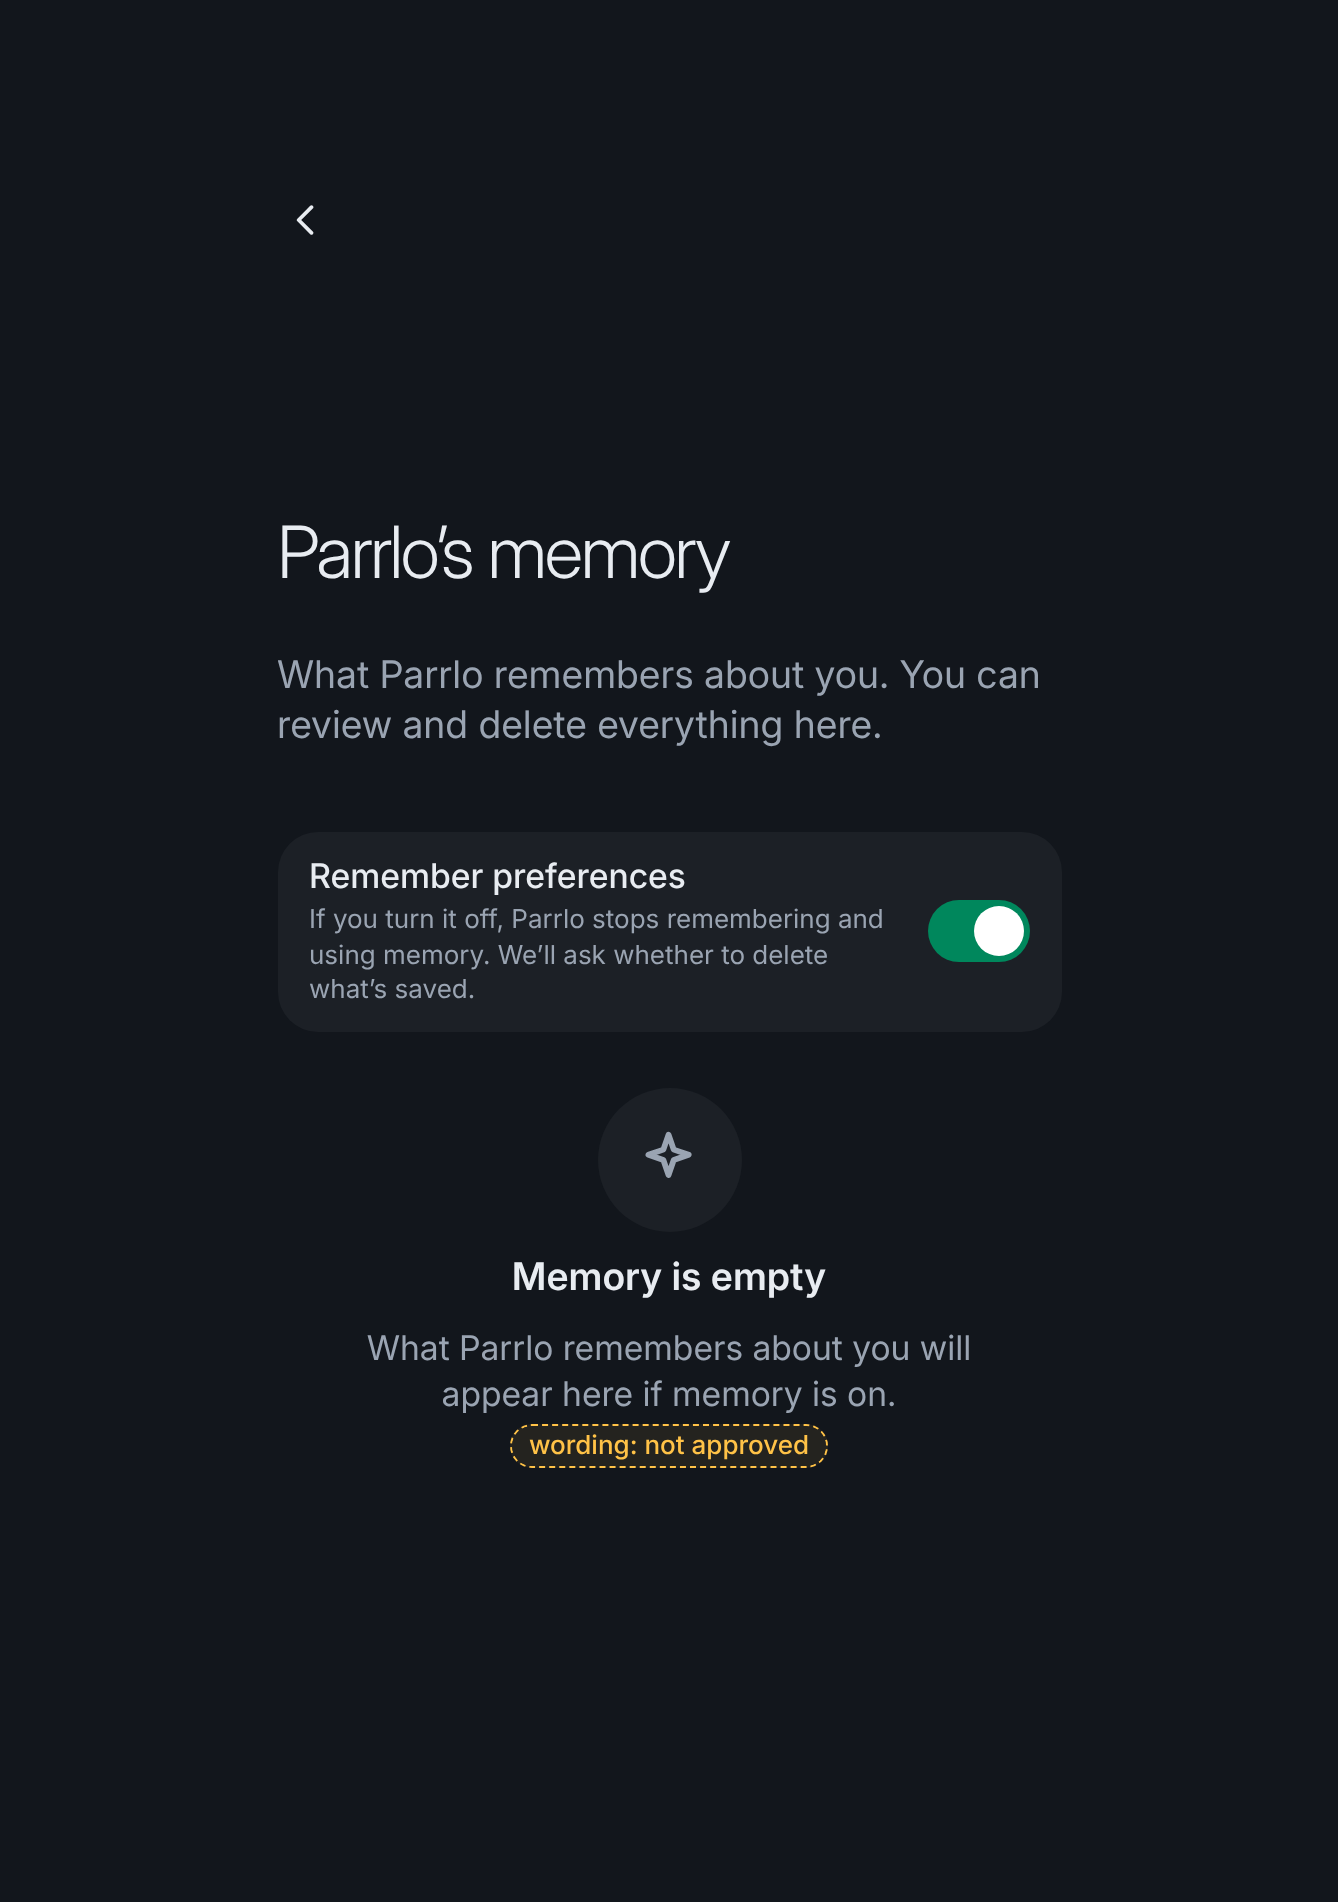 Parrlo’s memory
What Parrlo remembers about you. You can
review and delete everything here.
Remember preferences
If you turn it off, Parrlo stops remembering and
using memory. We’ll ask whether to delete
what’s saved.
Memory is empty
What Parrlo remembers about you will
appear here if memory is on.
wording: not approved